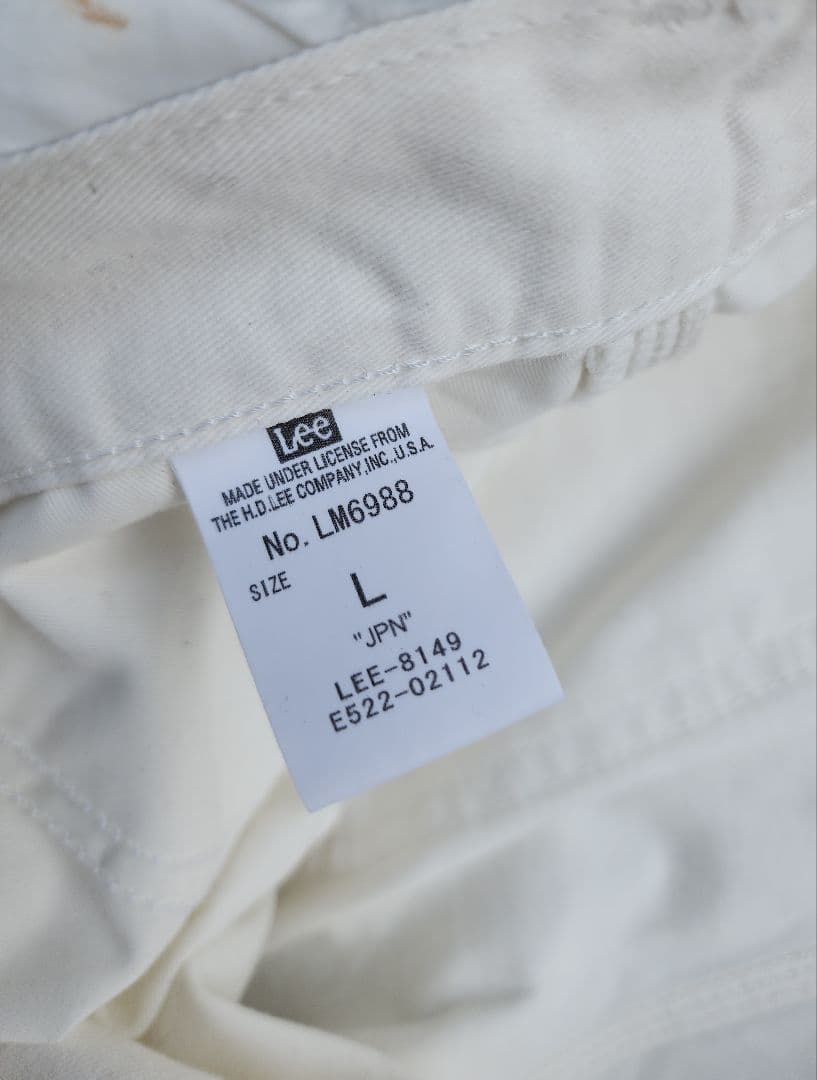 Lee
MADE UNDER LICENSE FROM
THE H.D.LEE COMPANY,INC.,U.S.A.
No. LM6988
SIZE L
"JPN"
LEE-8149
E522-02112